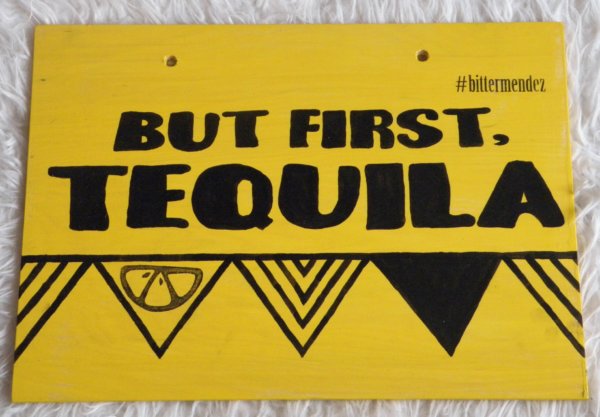 #bittermendez
BUT FIRST,
TEQUILA